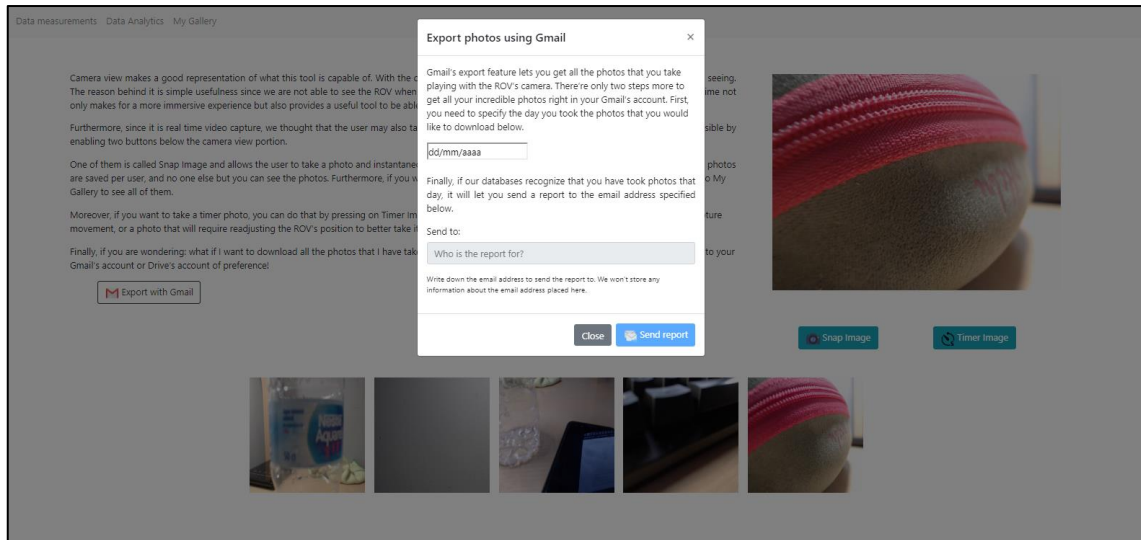 Data measurements Data Analytics My Gallery
Export photos using Gmail ×
Gmail's export feature lets you get all the photos that you take
playing with the ROV's camera. There're only two steps more to
get all your incredible photos right in your Gmail's account. First,
you need to specify the day you took the photos that you would
like to download below.
dd/mm/aaaa
Finally, if our databases recognize that you have took photos that
day, it will let you send a report to the email address specified
below.
Send to:
Who is the report for?
Write down the email address to send the report to. We won't store any
information about the email address placed here.
Close Send report
Camera view makes a good representation of what this tool is capable of. With the
seeing.
The reason behind it is simple usefulness since we are not able to see the ROV when
ime not
only makes for a more immersive experience but also provides a useful tool to be abl
Furthermore, since it is real time video capture, we thought that the user may also ta
sible by
enabling two buttons below the camera view portion.
One of them is called Snap Image and allows the user to take a photo and instantane
photos
are saved per user, and no one else but you can see the photos. Furthermore, if you w
o My
Gallery to see all of them.
Moreover, if you want to take a timer photo, you can do that by pressing on Timer Im
ture
movement, or a photo that will require readjusting the ROV's position to better take i
Finally, if you are wondering: what if I want to download all the photos that I have tak
to your
Gmail's account or Drive's account of preference!
Export with Gmail
Snap Image
Timer Image
Nestlé
Aquarel